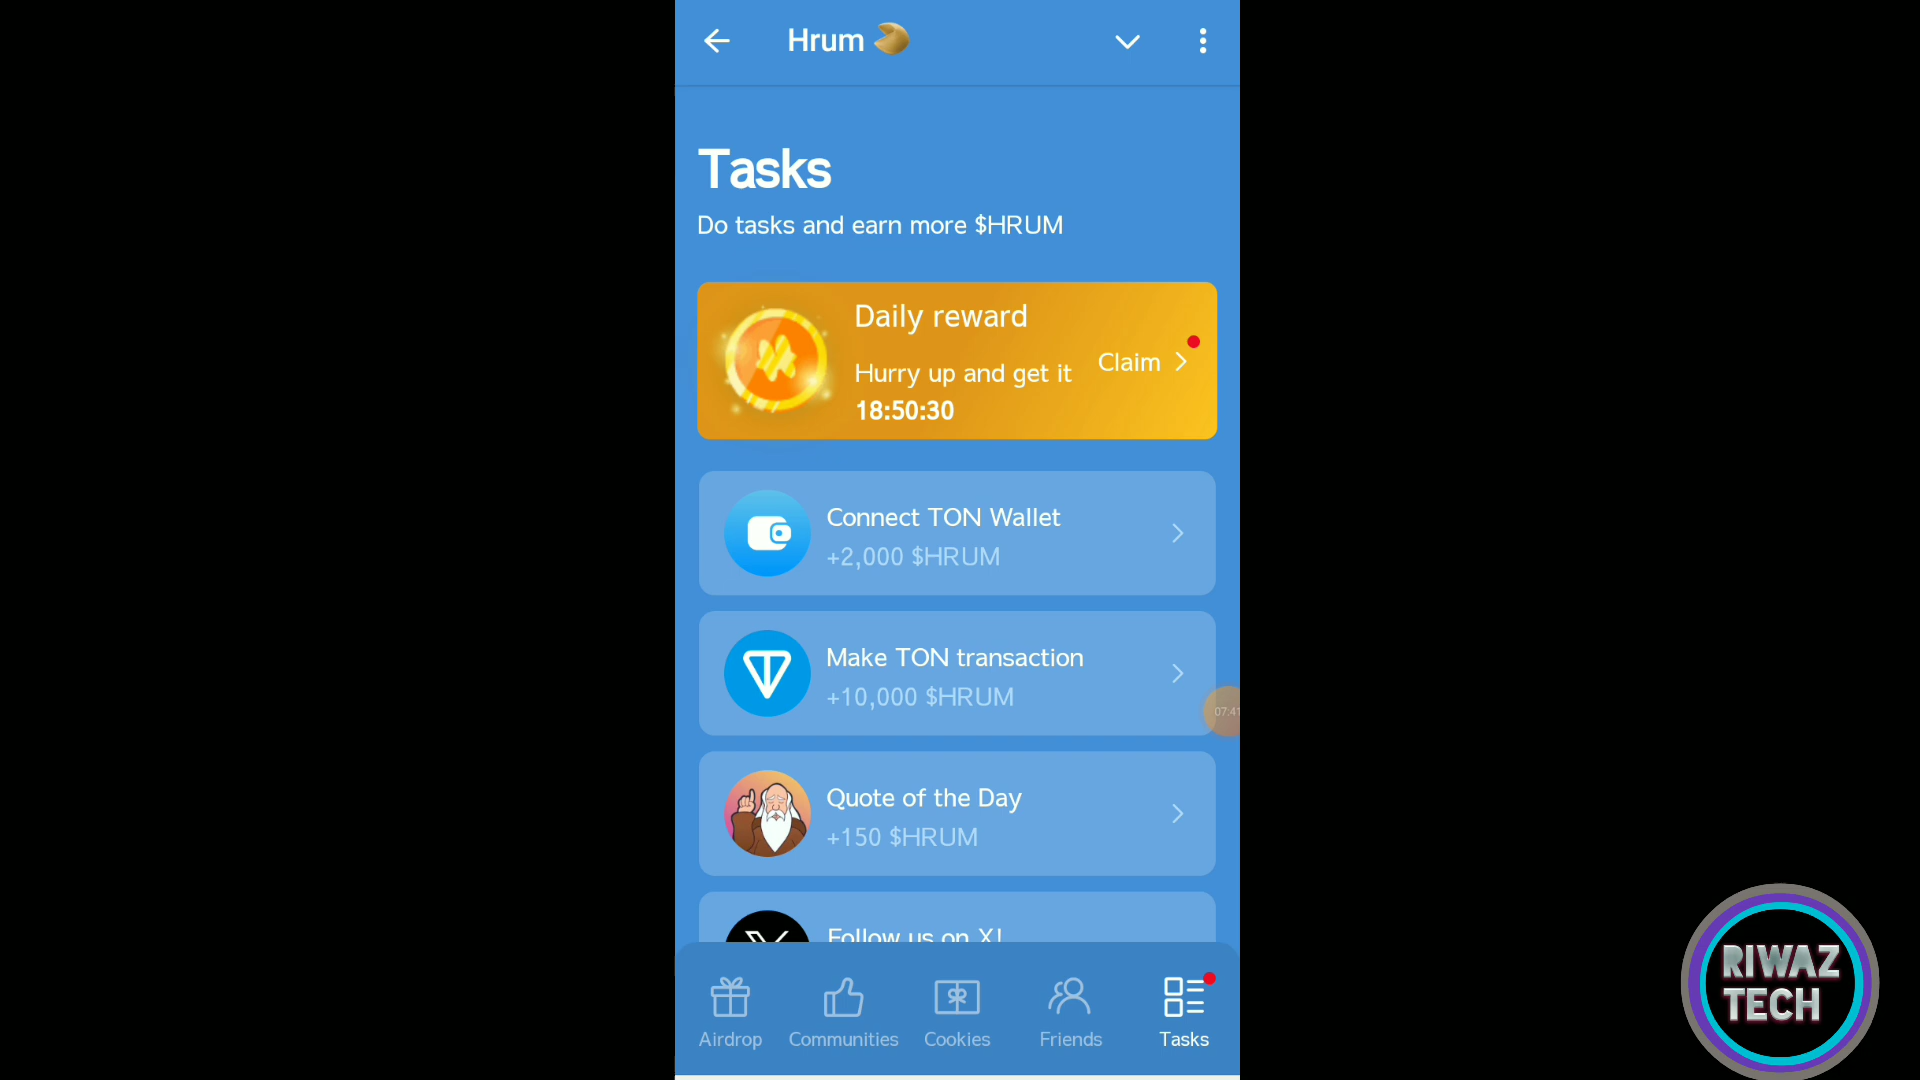 Hrum
Tasks
Do tasks and earn more $HRUM
Daily reward
Hurry up and get it
18:50:30
Claim
Connect TON Wallet
+2,000 $HRUM
Make TON transaction
+10,000 $HRUM
07:41
Quote of the Day
+150 $HRUM
Follow us on X!
Airdrop
Communities
Cookies
Friends
Tasks
RIWAZ
TECH